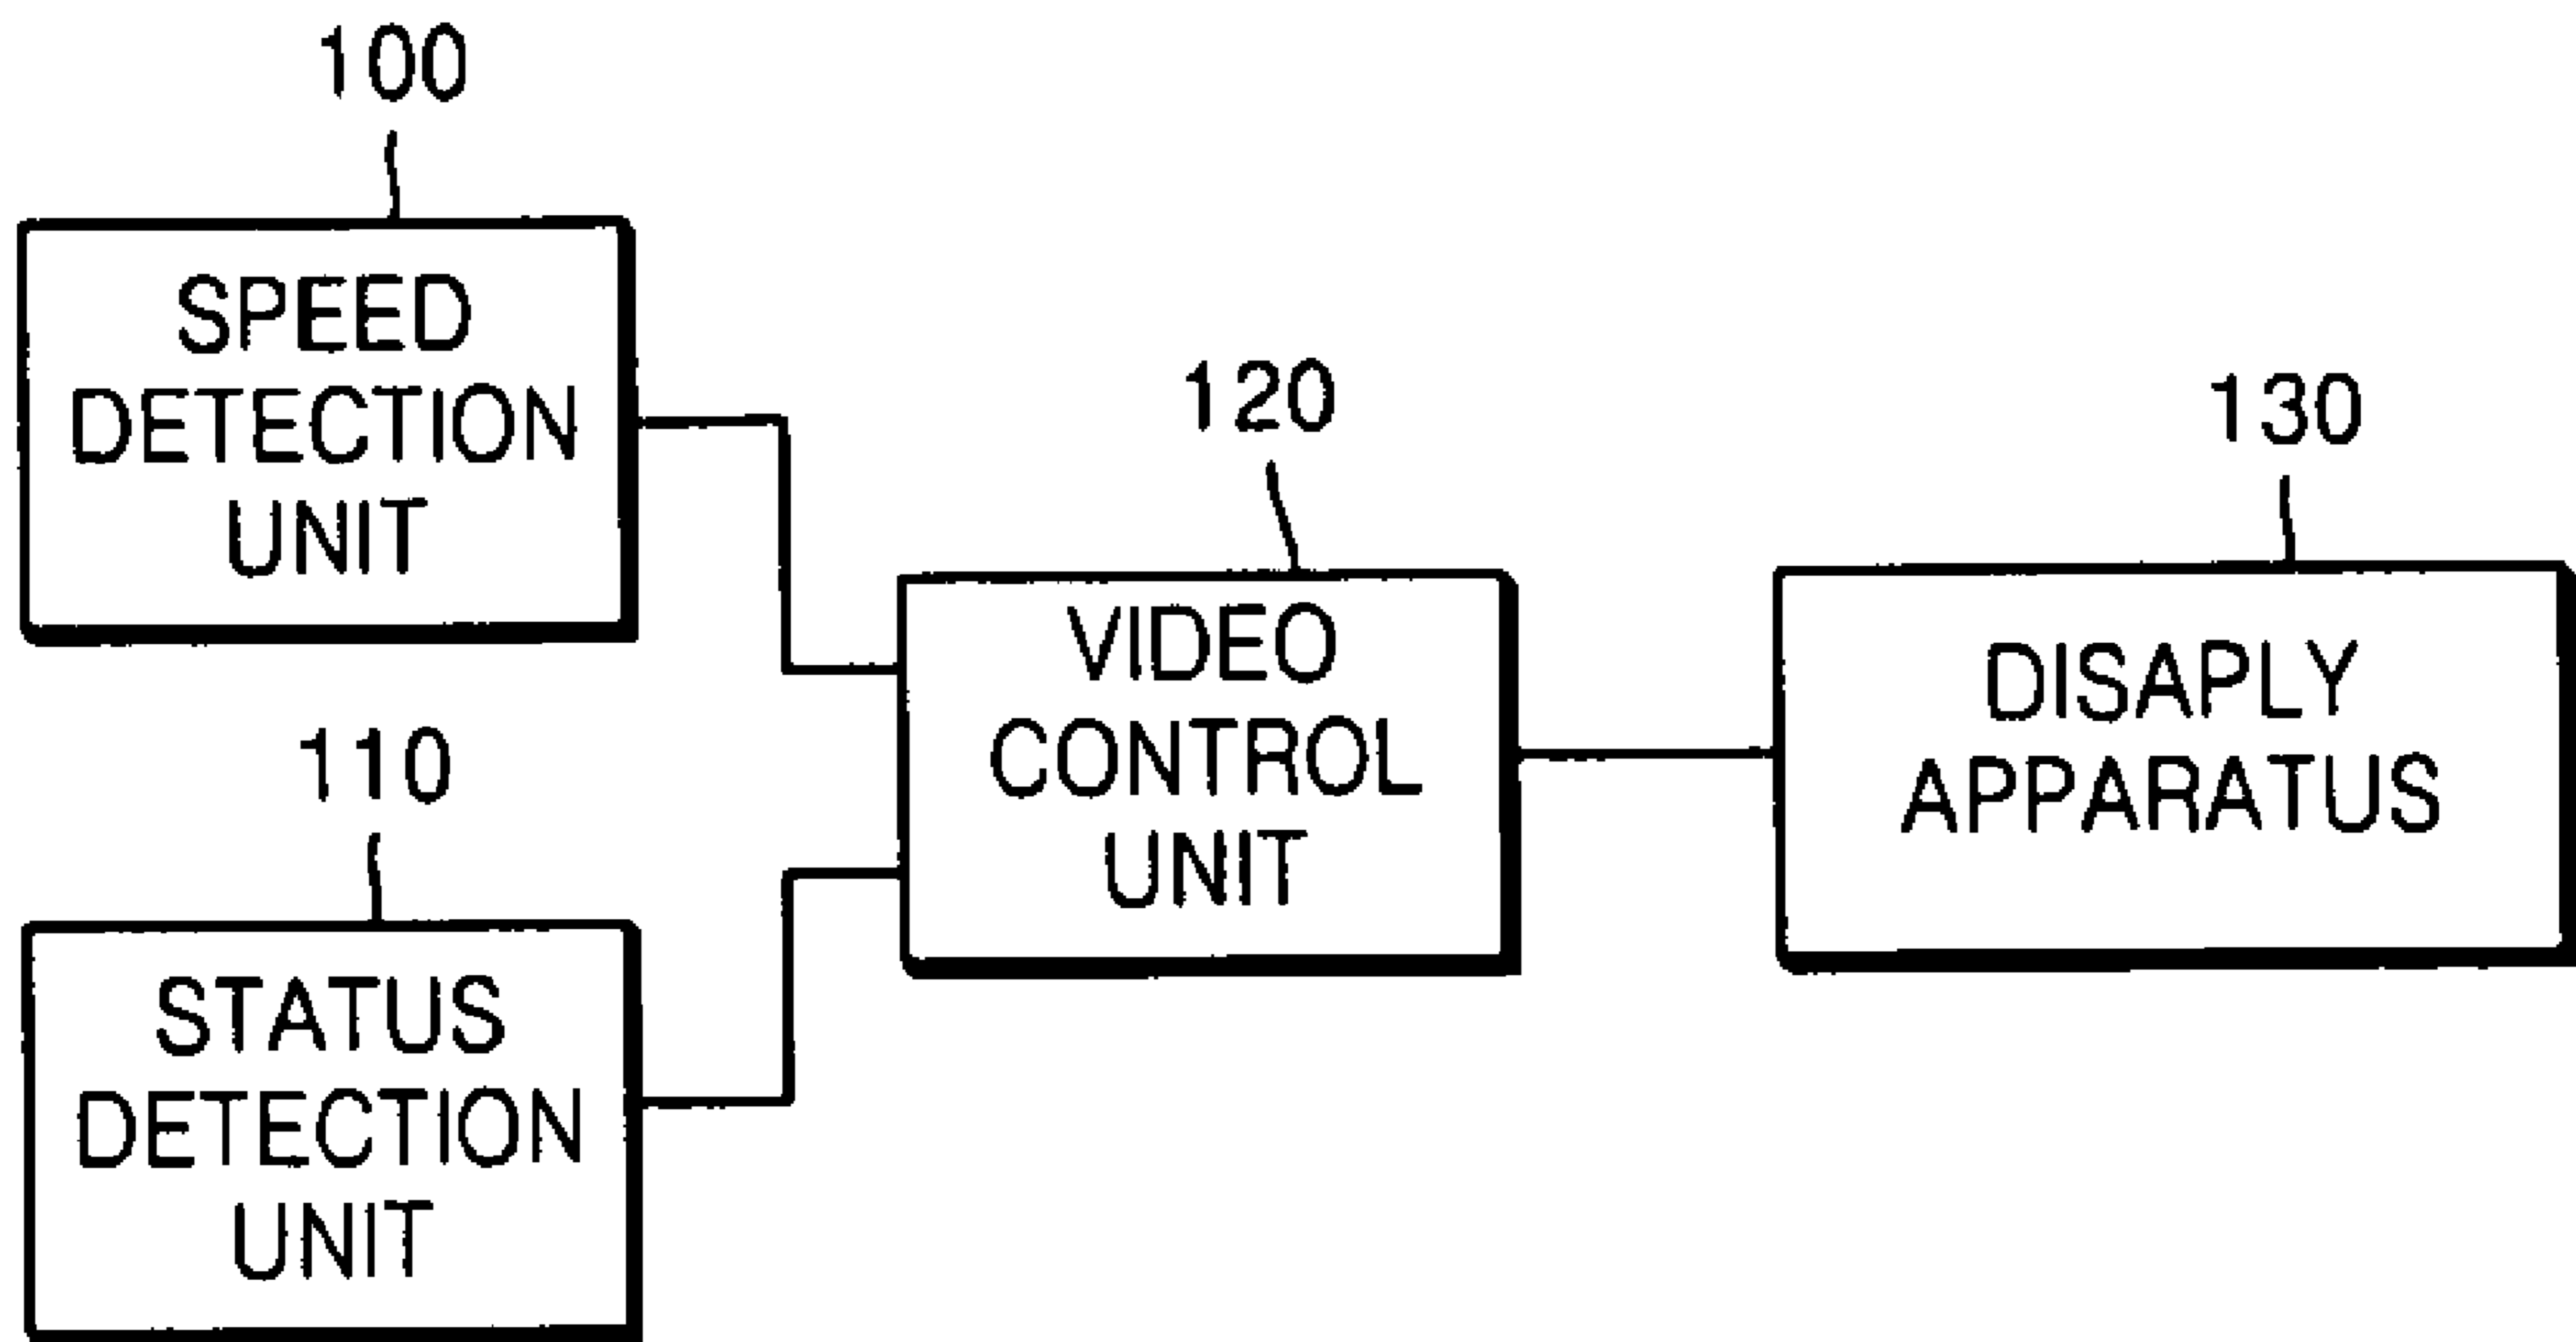 100
SPEED
DETECTION
UNIT
110
STATUS
DETECTION
UNIT
120
VIDEO
CONTROL
UNIT
130
DISAPLY
APPARATUS